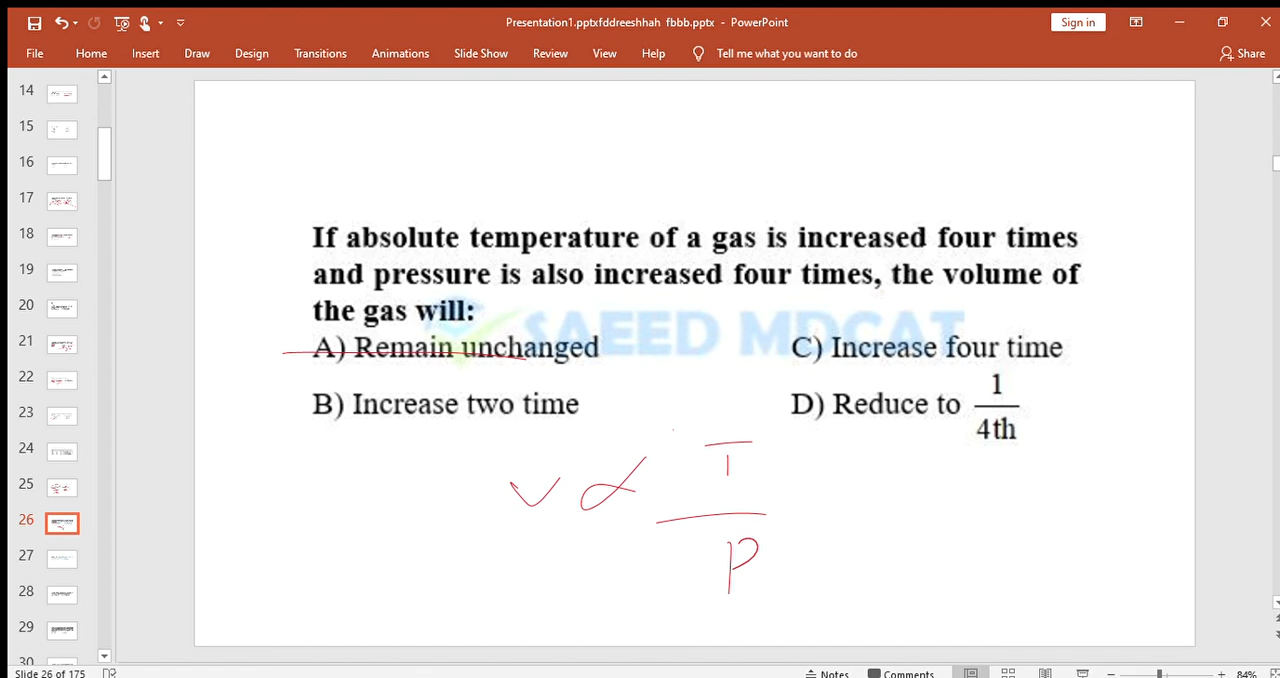 Presentation1.pptxfddreeshhah fbbb.pptx - PowerPoint
Sign in
File Home Insert Draw Design Transitions Animations Slide Show Review View Help Tell me what you want to do Share
14
15
16
17
18
19
20
21
22
23
24
25
26
27
28
29
30
If absolute temperature of a gas is increased four times
and pressure is also increased four times, the volume of
the gas will:
SAEED MDCAT
A) Remain unchanged C) Increase four time
B) Increase two time D) Reduce to 1/4th
V ∝ T/P
Slide 26 of 175 Notes Comments 84%